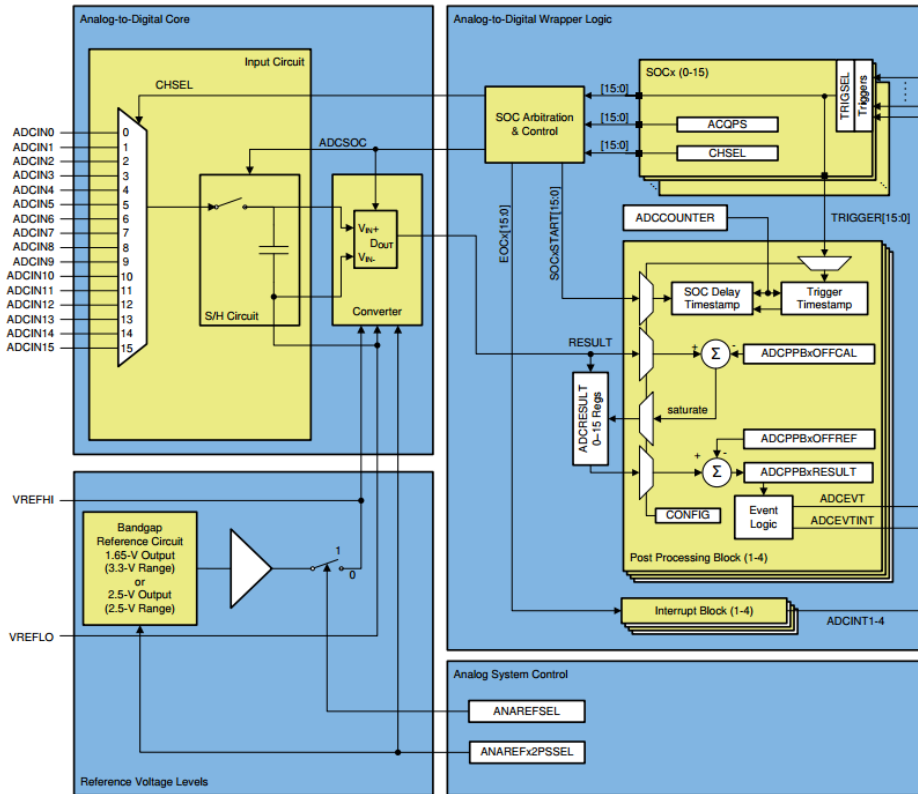 Analog-to-Digital Core
Input Circuit
CHSEL
ADCIN0
ADCIN1
ADCIN2
ADCIN3
ADCIN4
ADCIN5
ADCIN6
ADCIN7
ADCIN8
ADCIN9
ADCIN10
ADCIN11
ADCIN12
ADCIN13
ADCIN14
ADCIN15
0
1
2
3
4
5
6
7
8
9
10
11
12
13
14
15
ADCSOC
S/H Circuit
VIN+
DOUT
VIN-
Converter
Analog-to-Digital Wrapper Logic
SOCx (0-15)
[15:0]
[15:0]
[15:0]
SOC Arbitration
& Control
ACQPS
CHSEL
TRIGSEL
Triggers
EOCx[15:0]
SOCxSTART[15:0]
ADCCOUNTER
TRIGGER[15:0]
SOC Delay
Timestamp
Trigger
Timestamp
RESULT
+
Σ
-
ADCPPBxOFFCAL
ADCRESULT
0–15 Regs
saturate
ADCPPBxOFFREF
+
-
Σ
ADCPPBxRESULT
CONFIG
Event
Logic
ADCEVT
ADCEVTINT
Post Processing Block (1-4)
Interrupt Block (1-4)
ADCINT1-4
VREFHI
Bandgap
Reference Circuit
1.65-V Output
(3.3-V Range)
or
2.5-V Output
(2.5-V Range)
1
0
VREFLO
Reference Voltage Levels
Analog System Control
ANAREFSEL
ANAREFx2PSSEL